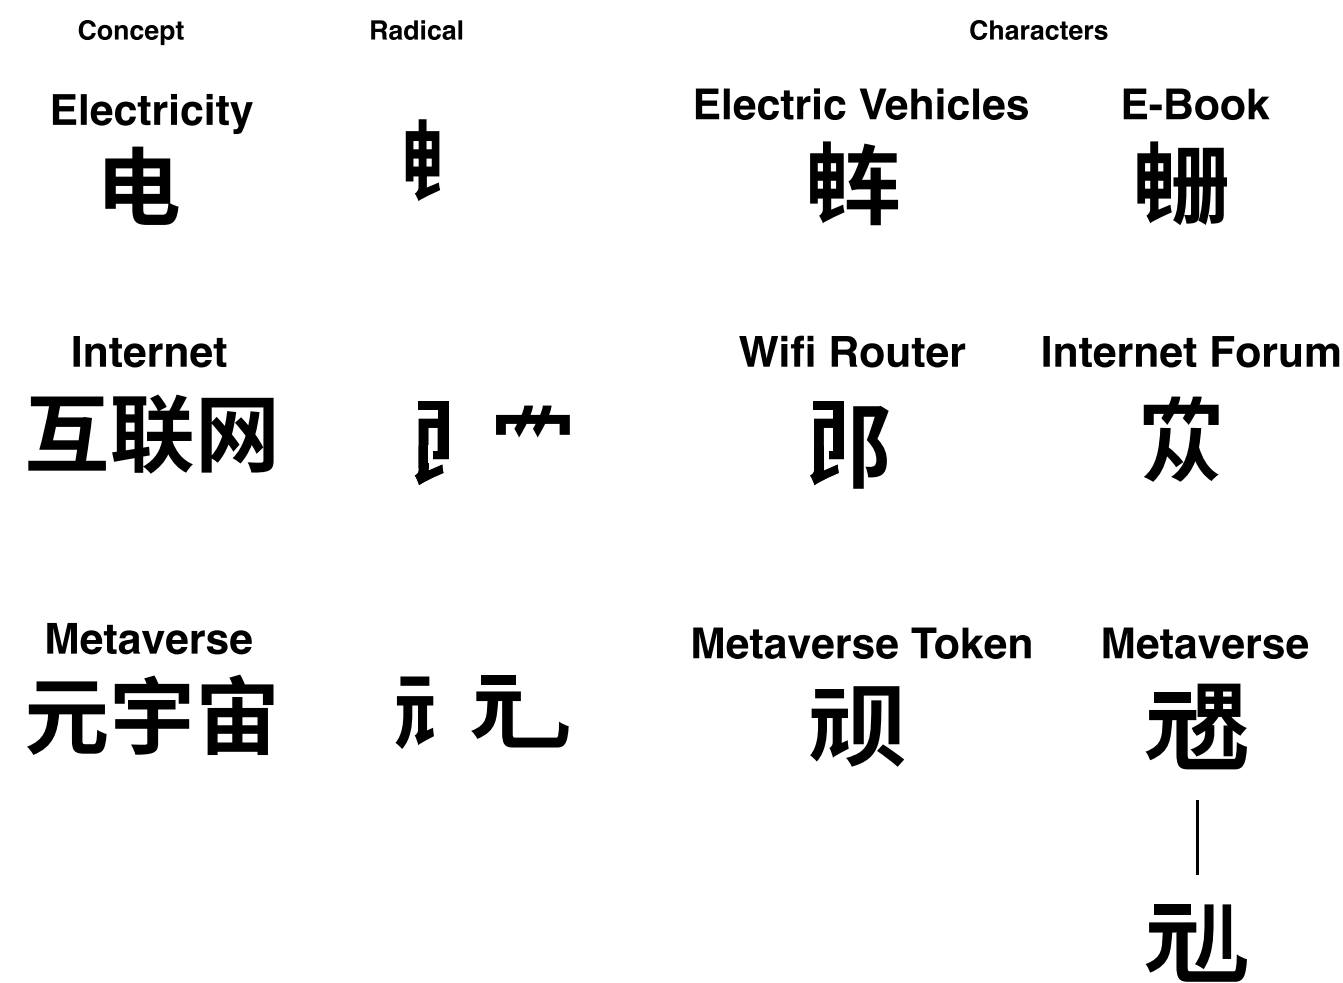 Concept Radical Characters
Electricity Electric Vehicles E-Book
电
Internet Wifi Router Internet Forum
互联网
Metaverse Metaverse Token Metaverse
元宇宙